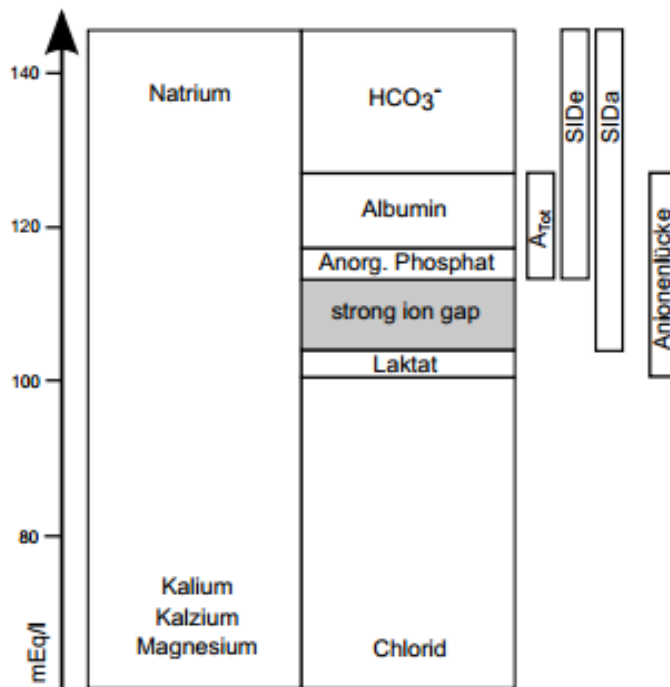 140
120
100
80
mEq/l
Natrium
Kalium
Kalzium
Magnesium
HCO3-
Albumin
Anorg. Phosphat
strong ion gap
Laktat
Chlorid
ATot
SIDe
SIDa
Anionenlücke